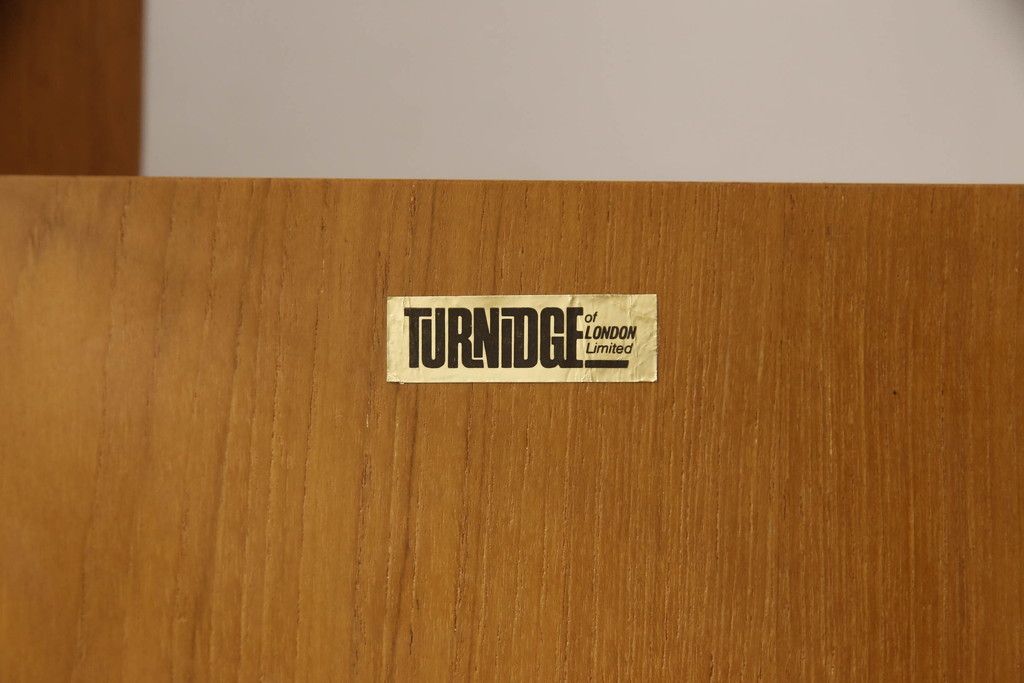 TURNIDGE
of
LONDON
Limited